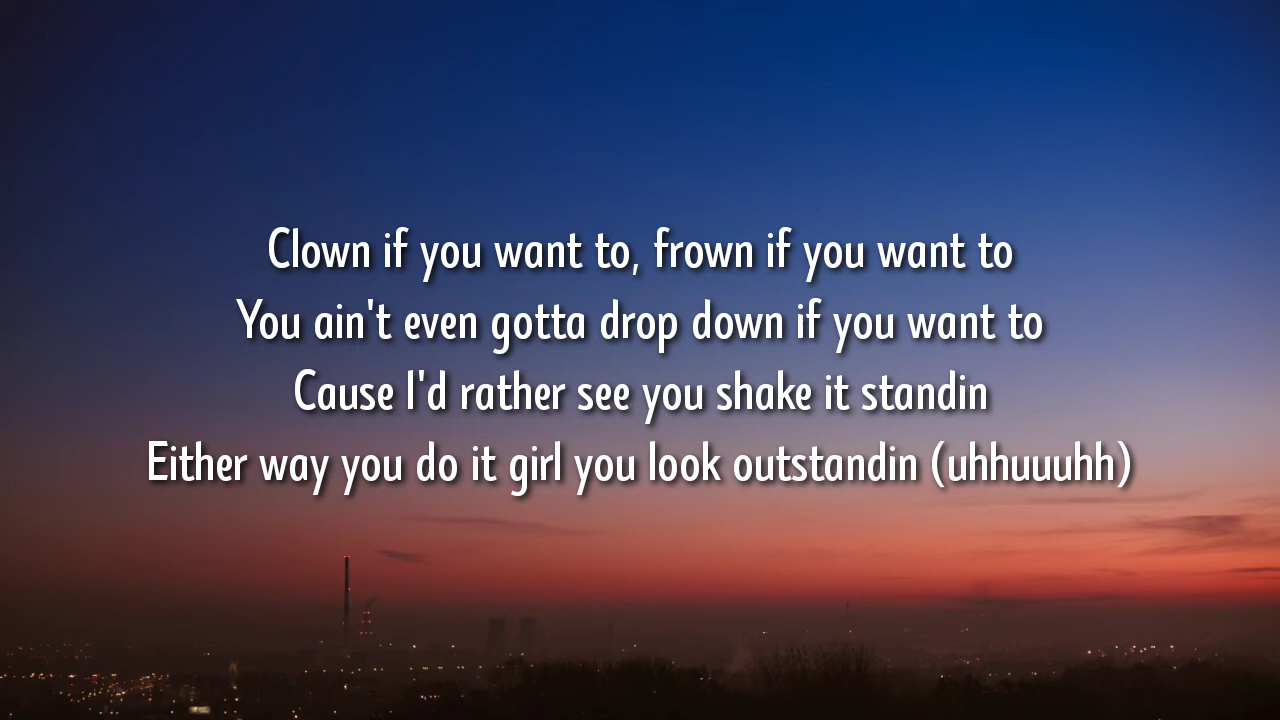 Clown if you want to, frown if you want to
You ain't even gotta drop down if you want to
Cause I'd rather see you shake it standin
Either way you do it girl you look outstandin (uhhuuuhh)